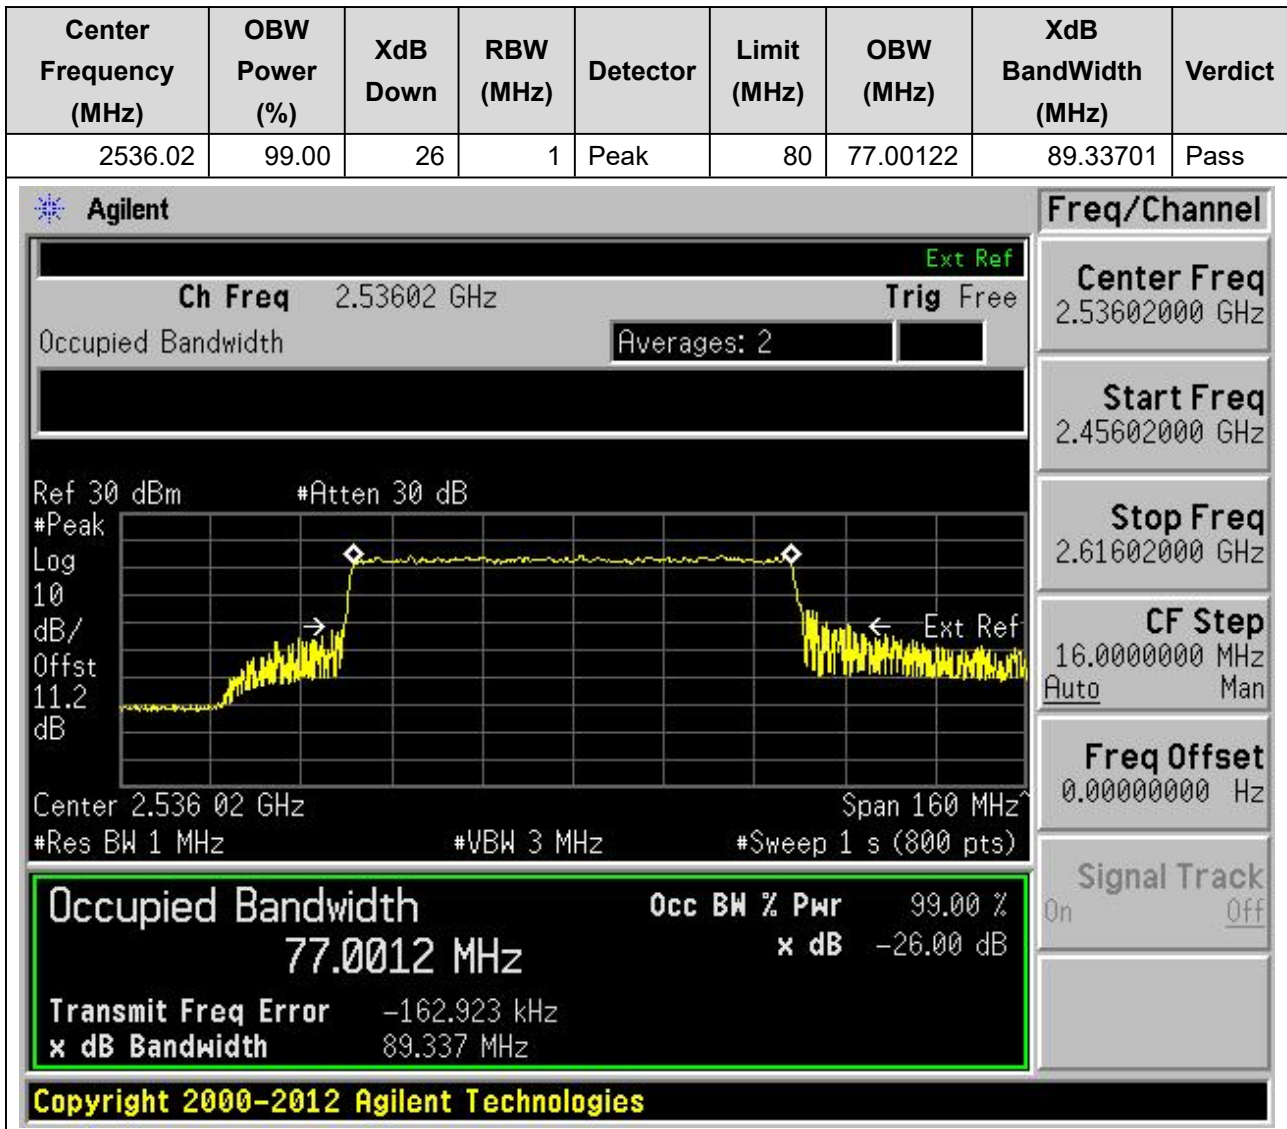 Center Frequency (MHz) OBW Power (%) XdB Down RBW (MHz) Detector Limit (MHz) OBW (MHz) XdB BandWidth (MHz) Verdict
2536.02 99.00 26 1 Peak 80 77.00122 89.33701 Pass
Agilent
Freq/Channel
Ext Ref
Ch Freq 2.53602 GHz Trig Free
Occupied Bandwidth Averages: 2
Center Freq
2.53602000 GHz
Start Freq
2.45602000 GHz
Stop Freq
2.61602000 GHz
CF Step
16.0000000 MHz
Auto Man
Freq Offset
0.00000000 Hz
Signal Track
On Off
Ref 30 dBm #Atten 30 dB
#Peak
Log
10
dB/
Offst
11.2
dB
Ext Ref
Center 2.536 02 GHz Span 160 MHz^
#Res BW 1 MHz #VBW 3 MHz #Sweep 1 s (800 pts)
Occupied Bandwidth Occ BW % Pwr 99.00 %
77.0012 MHz x dB -26.00 dB
Transmit Freq Error -162.923 kHz
x dB Bandwidth 89.337 MHz
Copyright 2000-2012 Agilent Technologies